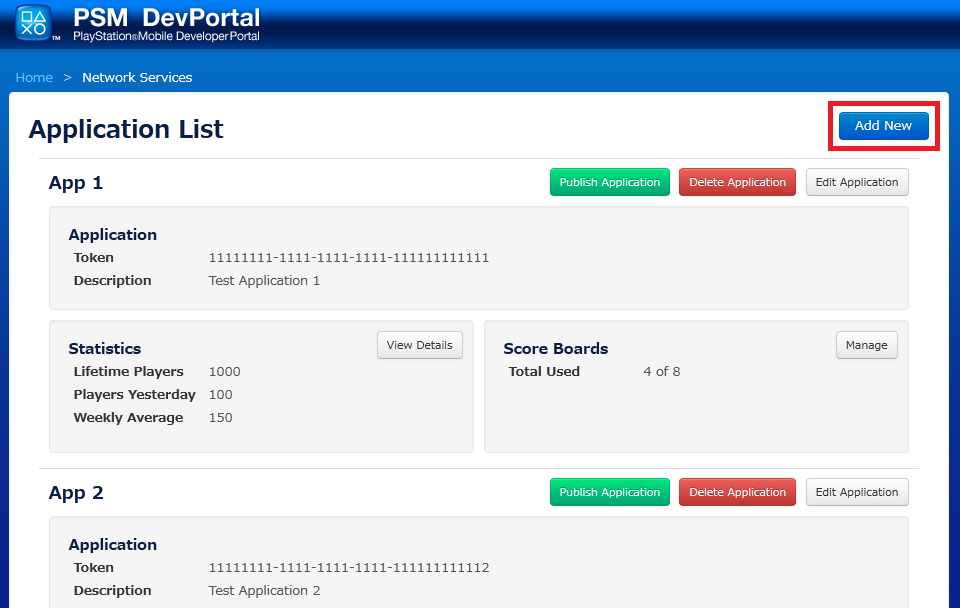 PSM DevPortal
PlayStation®Mobile Developer Portal
TM
Home > Network Services
Application List
Add New
App 1
Publish Application
Delete Application
Edit Application
Application
Token 11111111-1111-1111-1111-111111111111
Description Test Application 1
Statistics
View Details
Lifetime Players 1000
Players Yesterday 100
Weekly Average 150
Score Boards
Manage
Total Used 4 of 8
App 2
Publish Application
Delete Application
Edit Application
Application
Token 11111111-1111-1111-1111-111111111112
Description Test Application 2